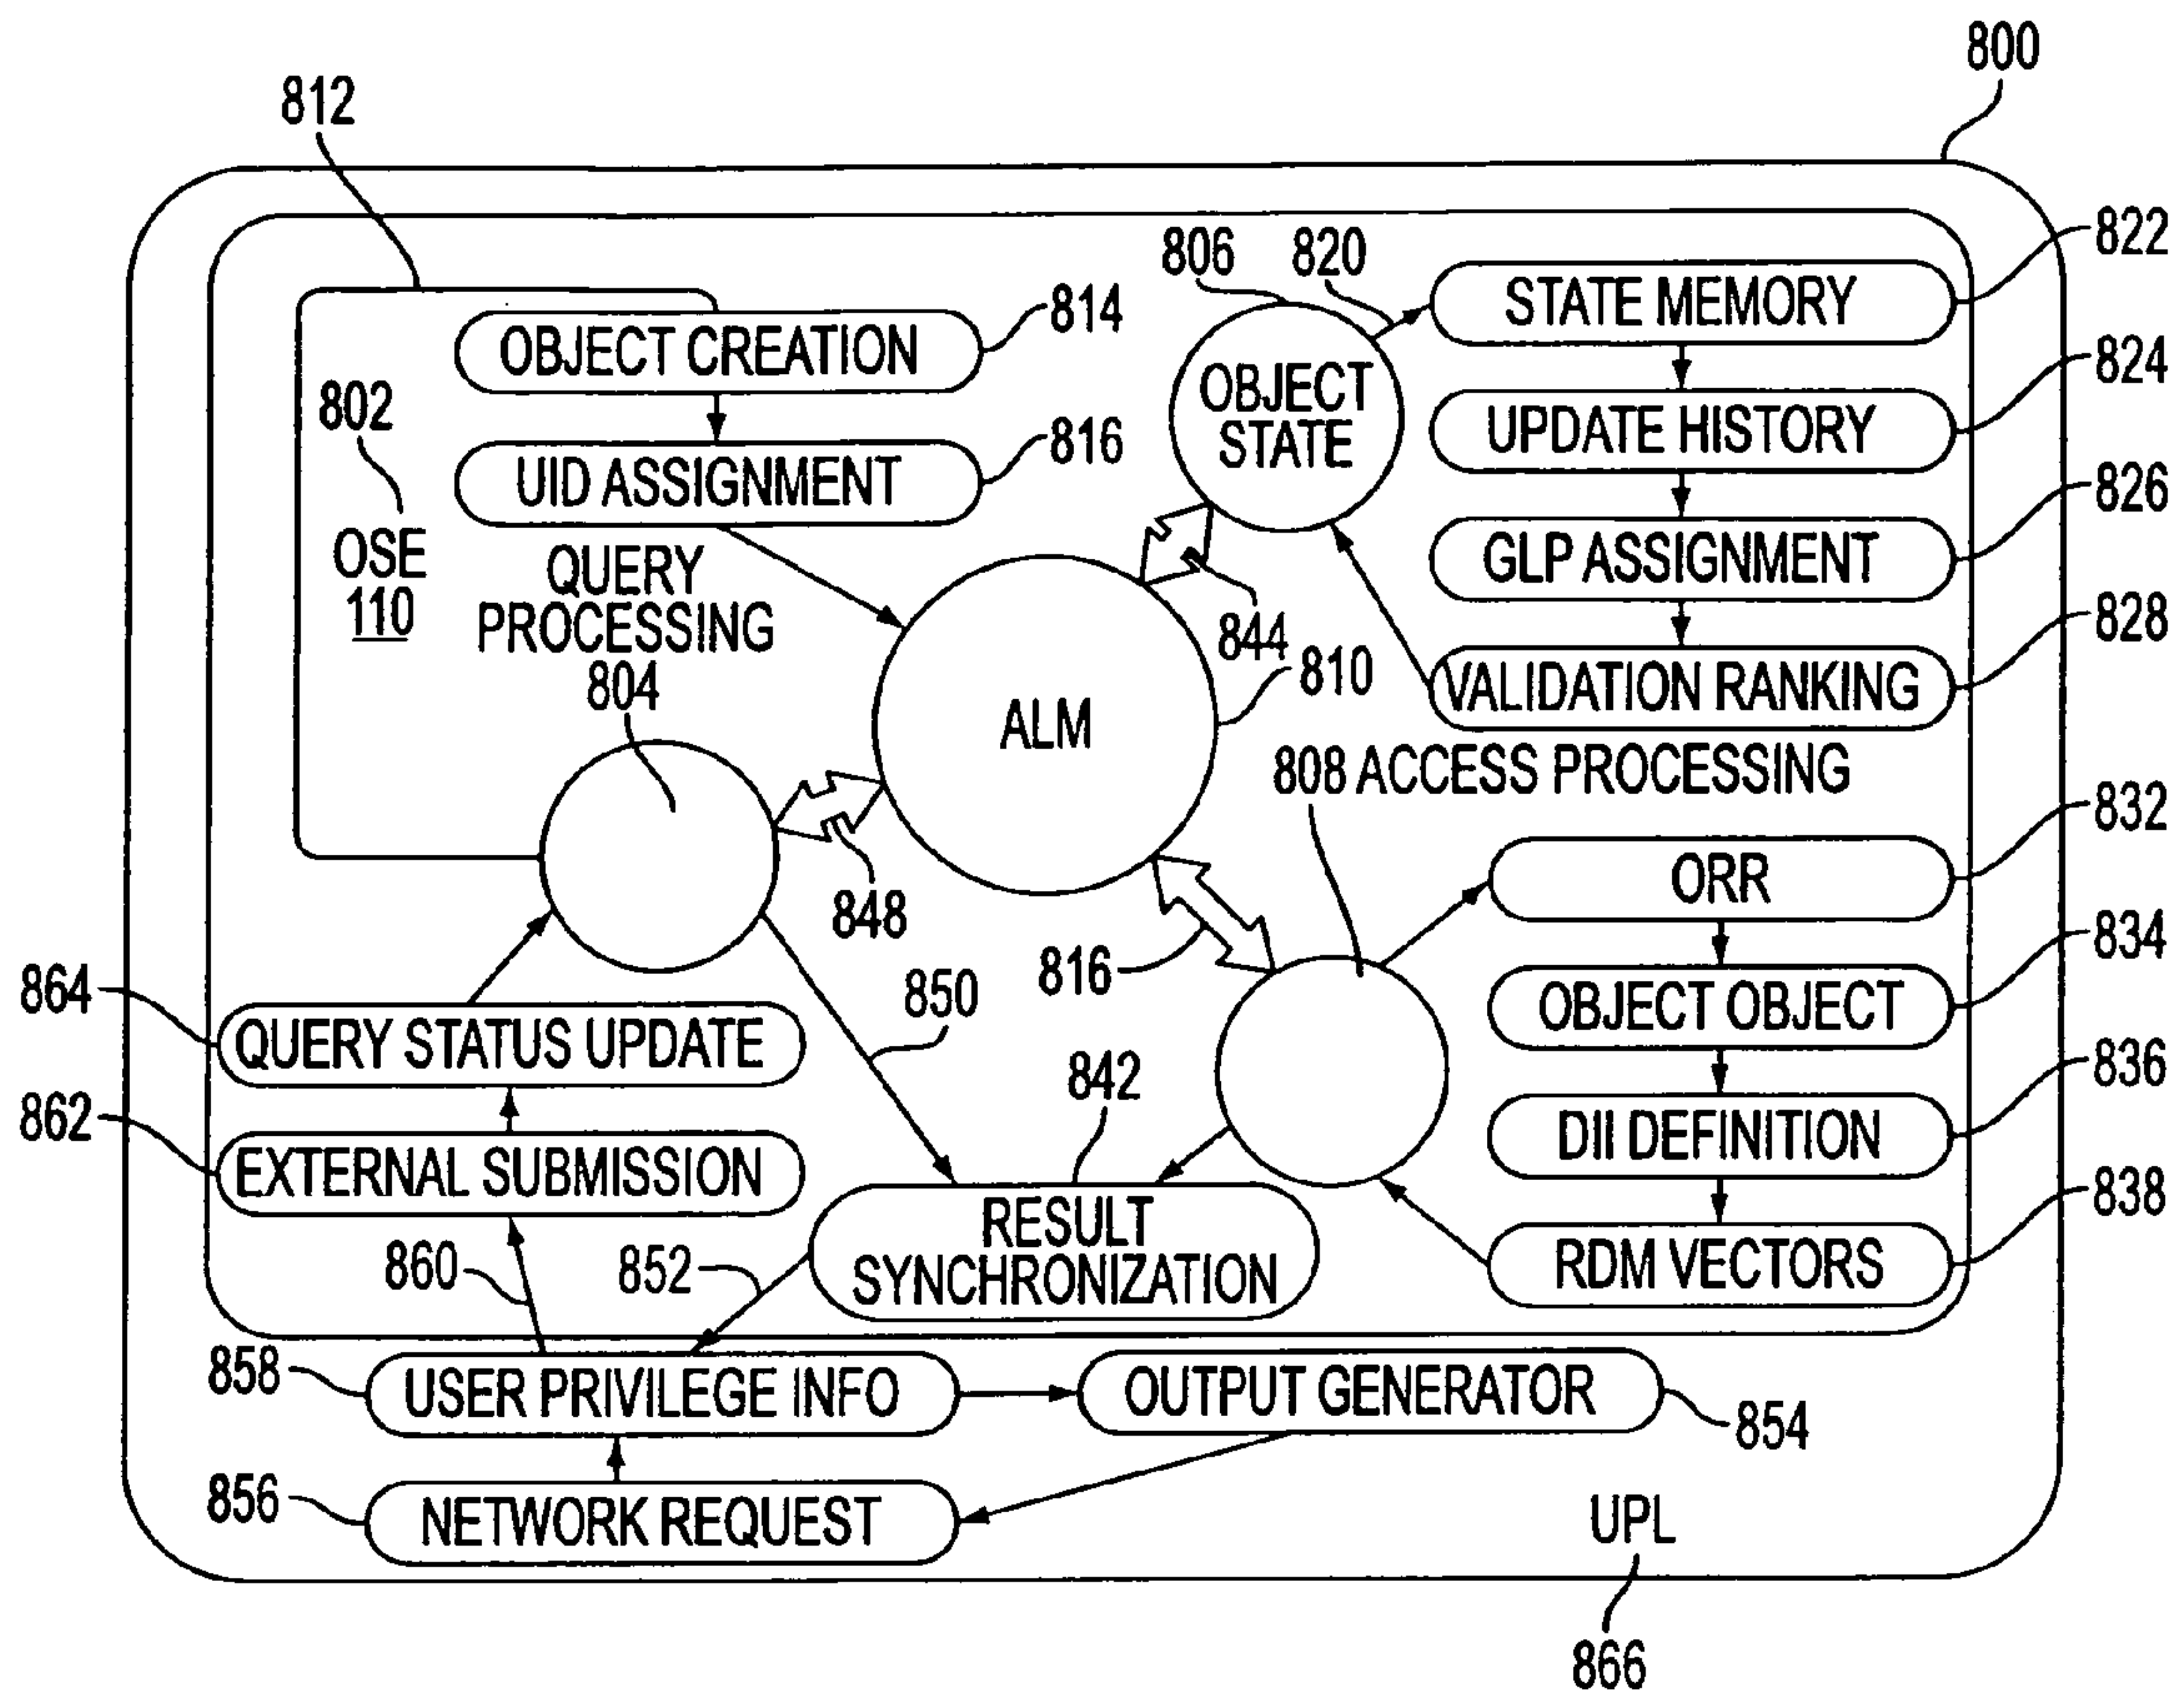 800
812
806
820
822
STATE MEMORY
814
OBJECT CREATION
824
OBJECT
STATE
802
UPDATE HISTORY
816
UID ASSIGNMENT
826
OSE
110
QUERY
PROCESSING
804
GLP ASSIGNMENT
844
828
810
VALIDATION RANKING
ALM
808 ACCESS PROCESSING
832
ORR
848
834
816
864
850
OBJECT OBJECT
QUERY STATUS UPDATE
836
842
862
DII DEFINITION
EXTERNAL SUBMISSION
838
RESULT
SYNCHRONIZATION
860
852
RDM VECTORS
858
USER PRIVILEGE INFO
OUTPUT GENERATOR
854
856
NETWORK REQUEST
UPL
866